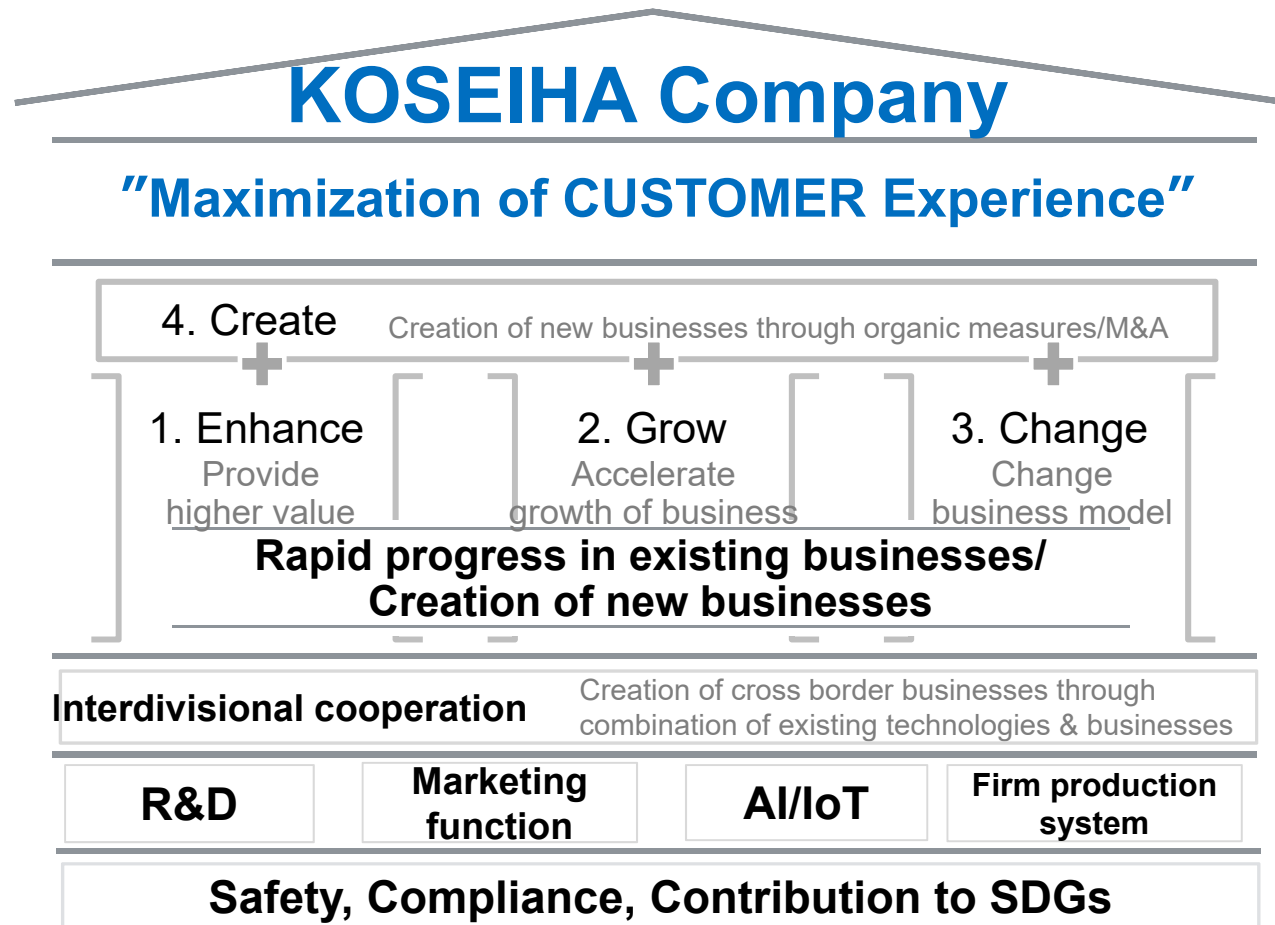 KOSEIHA Company
″Maximization of CUSTOMER Experience″
4. Create
Creation of new businesses through organic measures/M&A
1. Enhance
Provide
higher value
2. Grow
Accelerate
growth of business
3. Change
Change
business model
Rapid progress in existing businesses/
Creation of new businesses
Interdivisional cooperation
Creation of cross border businesses through
combination of existing technologies & businesses
R&D
Marketing
function
AI/IoT
Firm production
system
Safety, Compliance, Contribution to SDGs